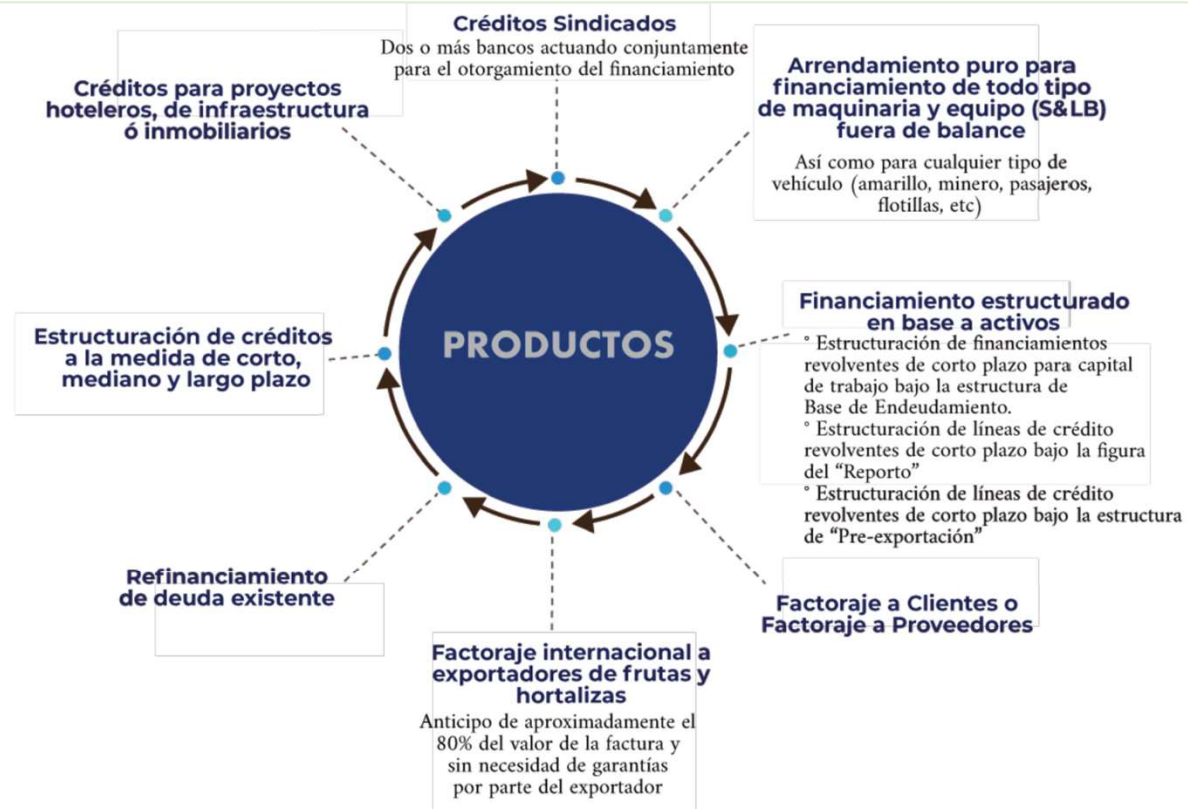 Créditos Sindicados
Dos o más bancos actuando conjuntamente
para el otorgamiento del financiamiento
Arrendamiento puro para
financiamiento de todo tipo
de maquinaria y equipo (S&LB)
fuera de balance
Así como para cualquier tipo de
vehículo (amarillo, minero, pasajeros,
flotillas, etc)
Financiamiento estructurado
en base a activos
° Estructuración de financiamientos
revolventes de corto plazo para capital
de trabajo bajo la estructura de
Base de Endeudamiento.
° Estructuración de líneas de crédito
revolventes de corto plazo bajo la figura
del “Reporto”
° Estructuración de líneas de crédito
revolventes de corto plazo bajo la estructura
de “Pre-exportación”
Factoraje a Clientes o
Factoraje a Proveedores
Factoraje internacional a
exportadores de frutas y
hortalizas
Anticipo de aproximadamente el
80% del valor de la factura y
sin necesidad de garantías
por parte del exportador
Refinanciamiento
de deuda existente
Estructuración de créditos
a la medida de corto,
mediano y largo plazo
Créditos para proyectos
hoteleros, de infraestructura
ó inmobiliarios
PRODUCTOS